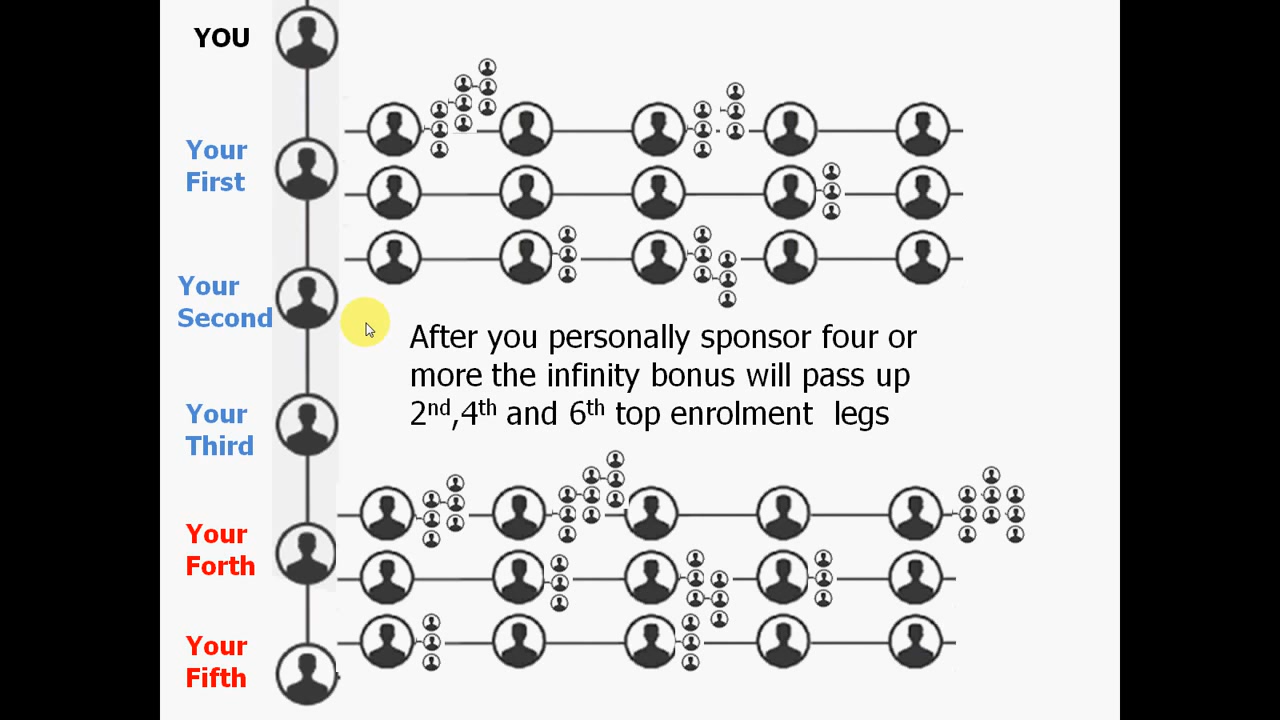 YOU
Your
First
Your
Second
After you personally sponsor four or
more the infinity bonus will pass up
2nd,4th and 6th top enrolment legs
Your
Third
Your
Forth
Your
Fifth